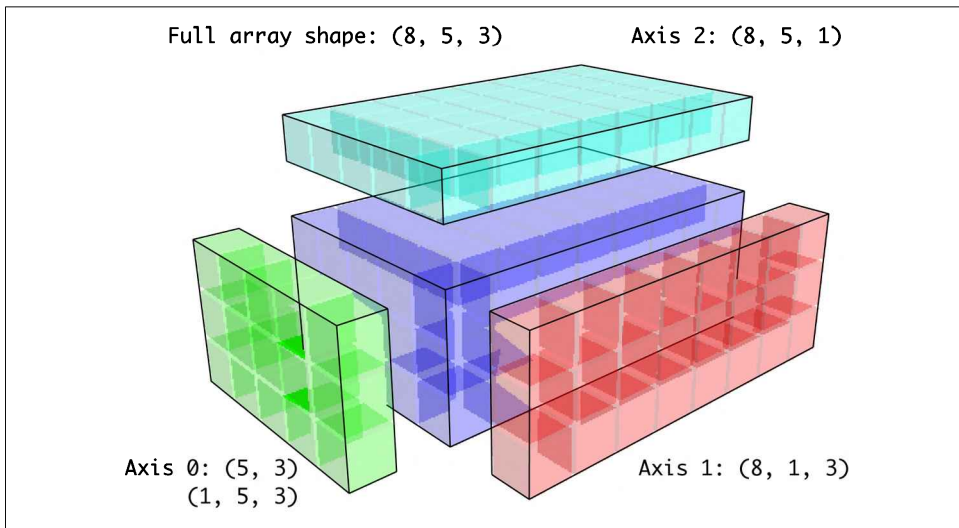 Full array shape: (8, 5, 3)
Axis 2: (8, 5, 1)
Axis 0: (5, 3)
(1, 5, 3)
Axis 1: (8, 1, 3)